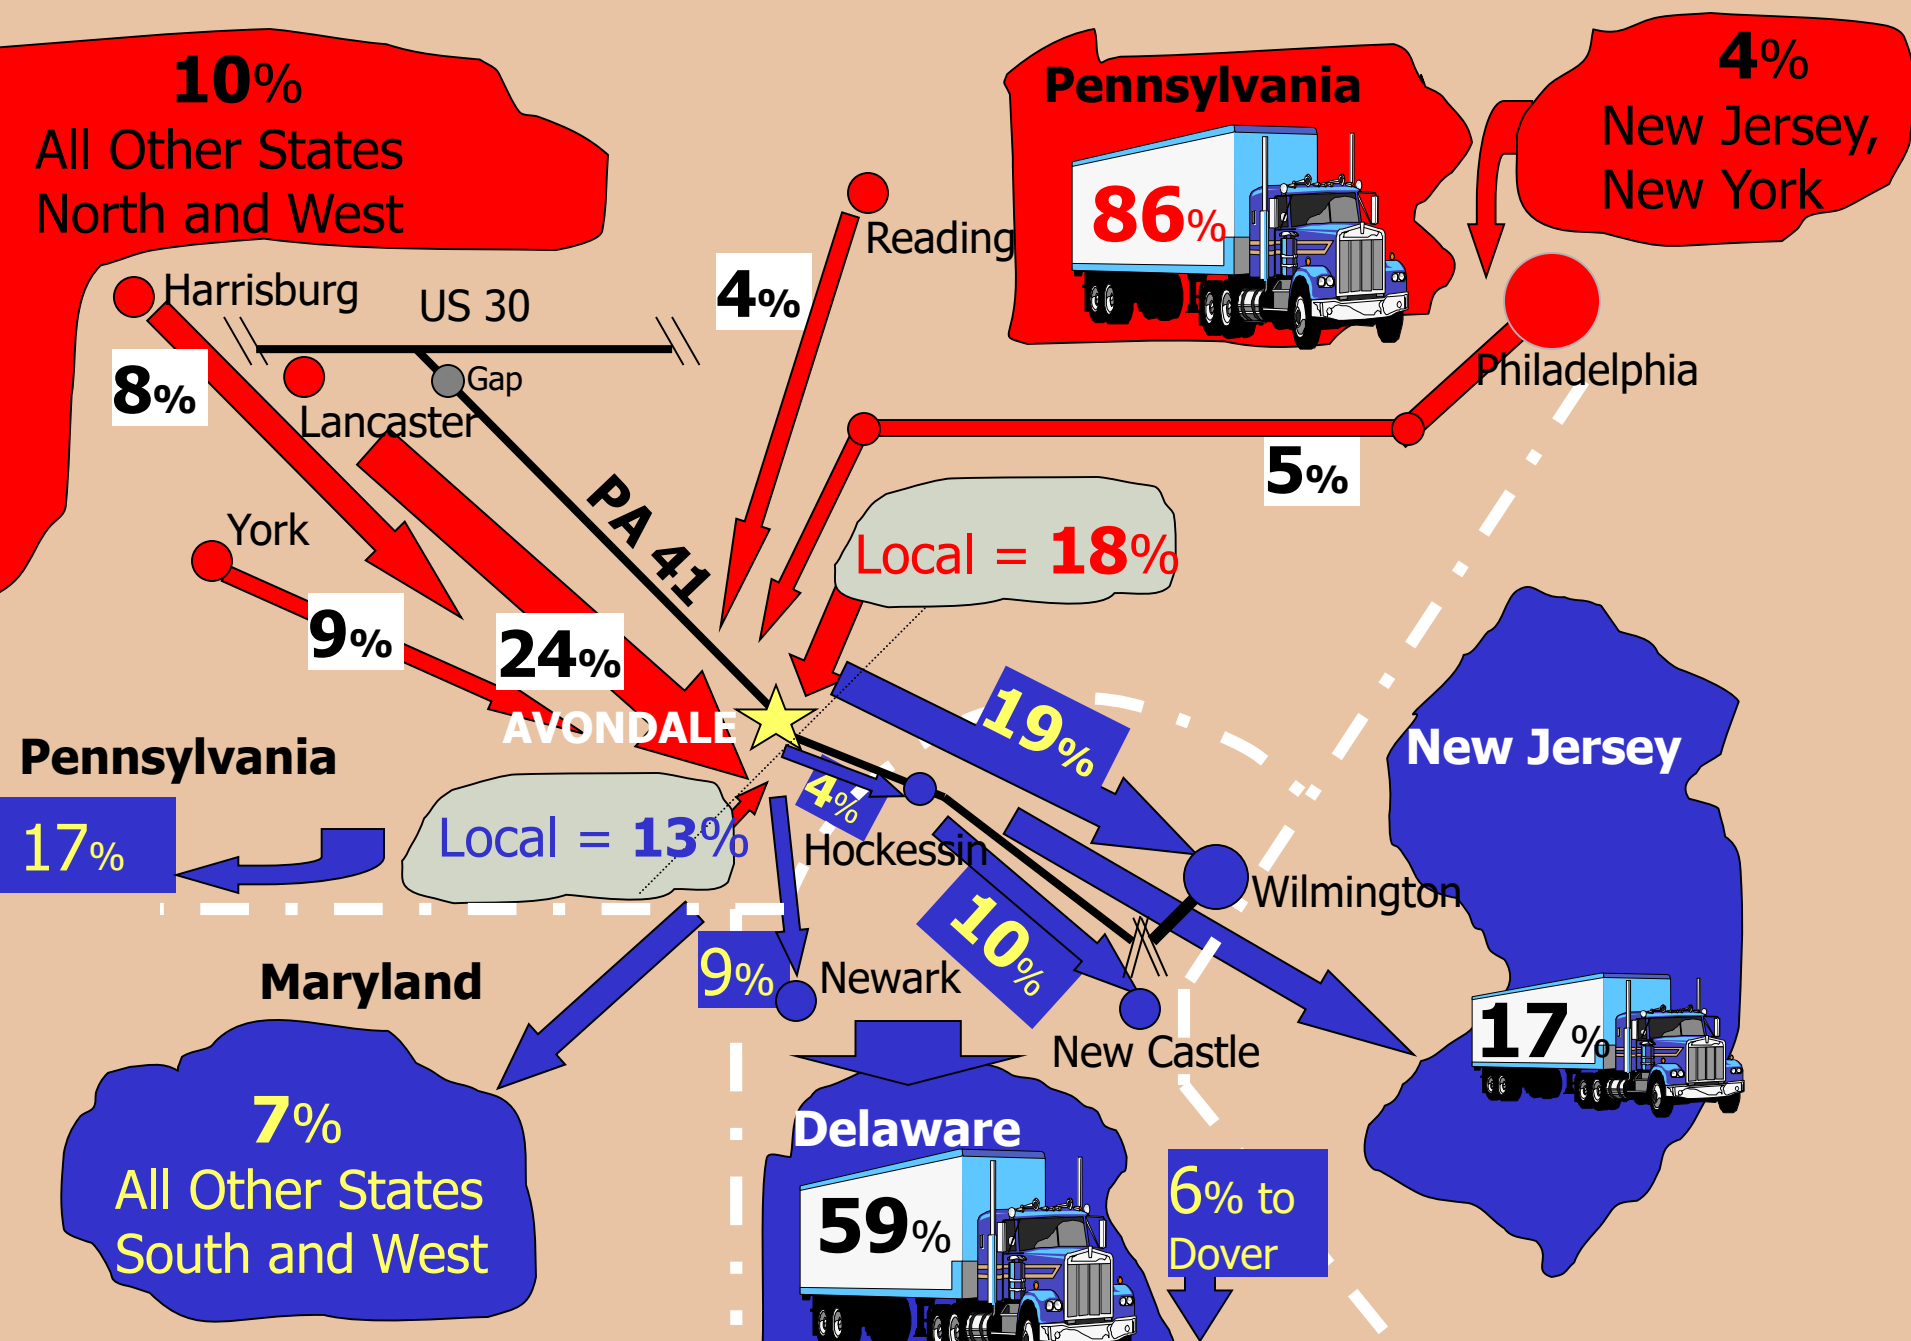 10%
All Other States
North and West
Pennsylvania
86%
4%
New Jersey,
New York
Reading
Harrisburg
US 30
4%
8%
Gap
Lancaster
Philadelphia
5%
PA 41
York
Local = 18%
9%
24%
AVONDALE
19%
Pennsylvania
17%
4%
Local = 13%
Hockessin
New Jersey
Wilmington
10%
9%
Newark
Maryland
New Castle
17%
7%
All Other States
South and West
Delaware
59%
6% to
Dover